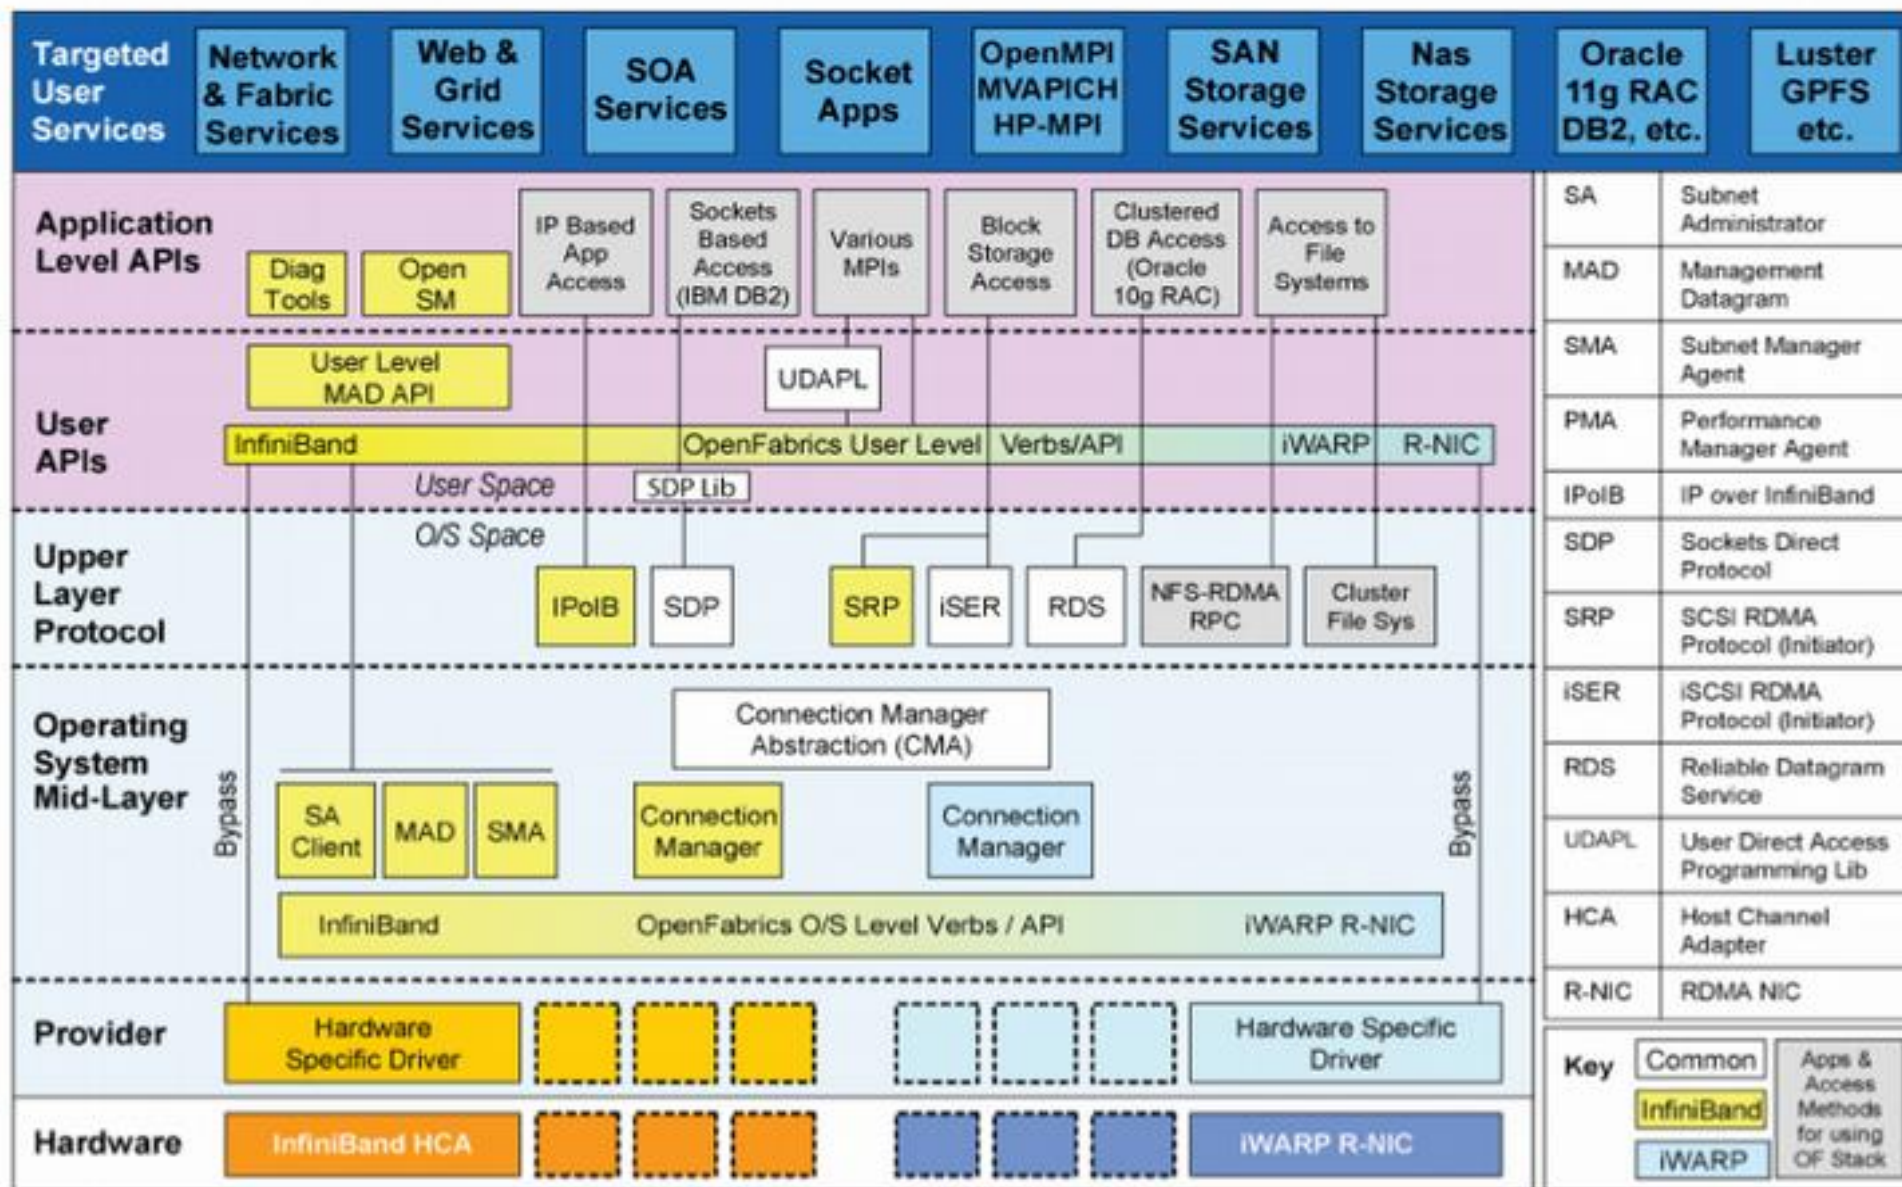 Targeted
User
Services
Network
& Fabric
Services
Web &
Grid
Services
SOA
Services
Socket
Apps
OpenMPI
MVAPICH
HP-MPI
SAN
Storage
Services
Nas
Storage
Services
Oracle
11g RAC
DB2, etc.
Luster
GPFS
etc.
Application
Level APIs
Diag
Tools
Open
SM
IP Based
App
Access
Sockets
Based
Access
(IBM DB2)
Various
MPIs
Block
Storage
Access
Clustered
DB Access
(Oracle
10g RAC)
Access to
File
Systems
User
APIs
User Level
MAD API
UDAPL
InfiniBand
OpenFabrics User Level Verbs/API
iWARP R-NIC
User Space
SDP Lib
O/S Space
Upper
Layer
Protocol
IPoIB
SDP
SRP
iSER
RDS
NFS-RDMA
RPC
Cluster
File Sys
Operating
System
Mid-Layer
Connection Manager
Abstraction (CMA)
Bypass
SA
Client
MAD
SMA
Connection
Manager
Connection
Manager
Bypass
InfiniBand
OpenFabrics O/S Level Verbs / API
iWARP R-NIC
Provider
Hardware
Specific Driver
Hardware Specific
Driver
Hardware
InfiniBand HCA
iWARP R-NIC
SA
Subnet
Administrator
MAD
Management
Datagram
SMA
Subnet Manager
Agent
PMA
Performance
Manager Agent
IPoIB
IP over InfiniBand
SDP
Sockets Direct
Protocol
SRP
SCSI RDMA
Protocol (Initiator)
iSER
iSCSI RDMA
Protocol (Initiator)
RDS
Reliable Datagram
Service
UDAPL
User Direct Access
Programming Lib
HCA
Host Channel
Adapter
R-NIC
RDMA NIC
Key
Common
InfiniBand
iWARP
Apps &
Access
Methods
for using
OF Stack